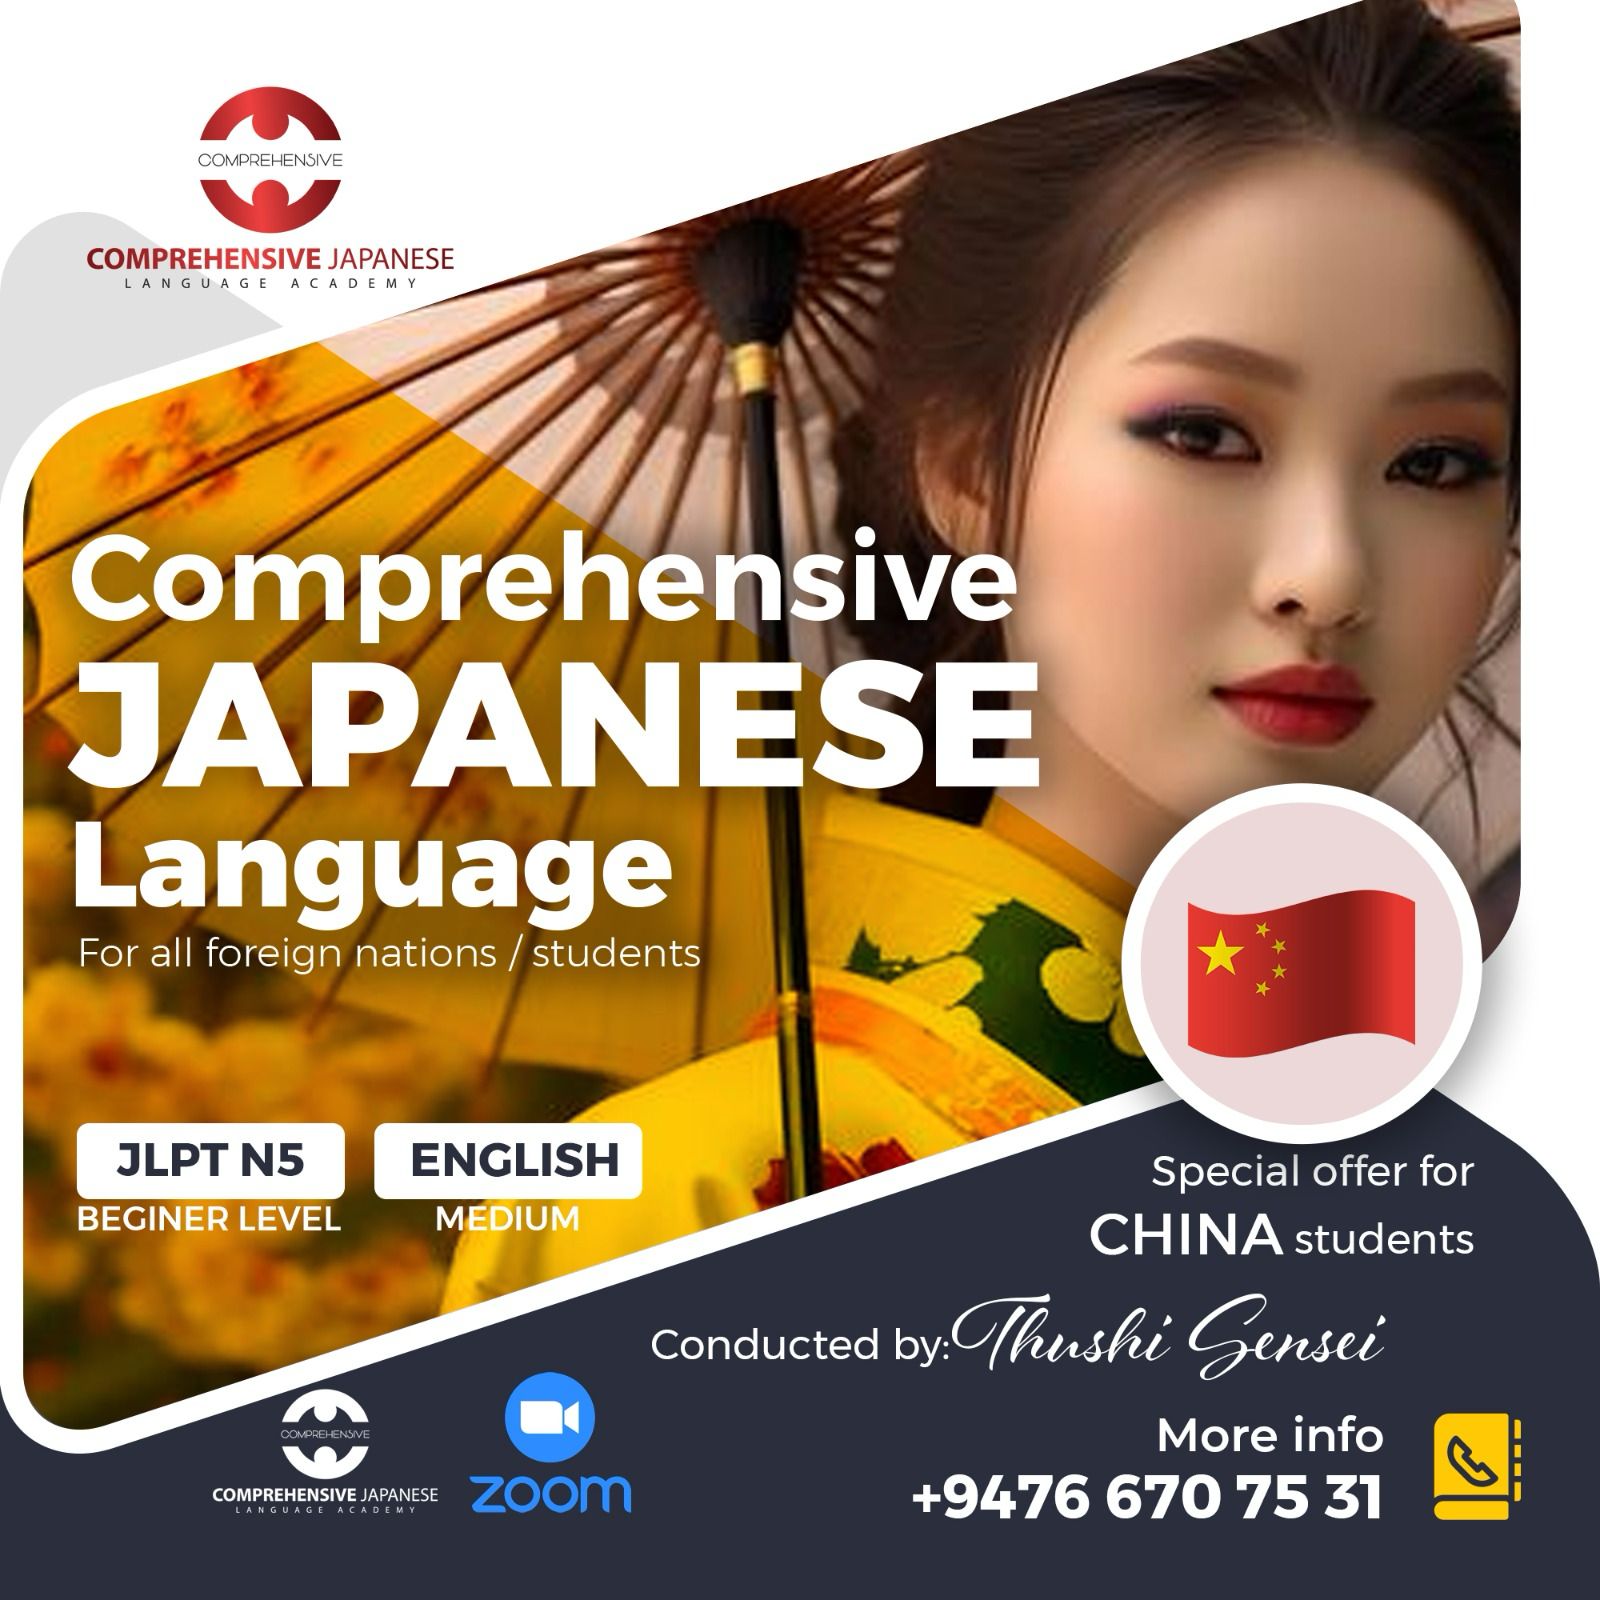 COMPREHENSIVE
COMPREHENSIVE JAPANESE
LANGUAGE ACADEMY
Comprehensive
JAPANESE
Language
For all foreign nations / students
JLPT N5
BEGINER LEVEL
ENGLISH
MEDIUM
Special offer for
CHINA students
Conducted by: Thushi Sensei
More info
+9476 670 75 31
COMPREHENSIVE
COMPREHENSIVE JAPANESE
LANGUAGE ACADEMY
zoom